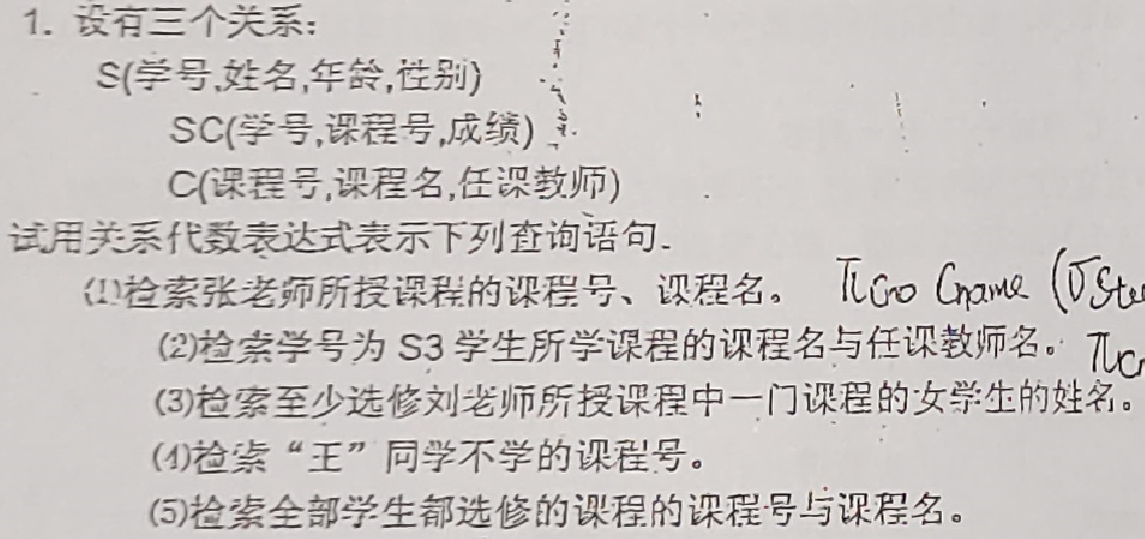 1. 设有三个关系:
S(学号,姓名,年龄,性别)
SC(学号,课程号,成绩)
C(课程号,课程名,任课教师)
试用关系代数表达式表示下列查询语句.
(1)检索张老师所授课程的课程号、课程名。 πCno Cname (σSte
(2)检索学号为 S3 学生所学课程的课程名与任课教师名。 πC
(3)检索至少选修刘老师所授课程中一门课程的女学生的姓名。
(4)检索“王”同学不学的课程号。
(5)检索全部学生都选修的课程的课程号与课程名。